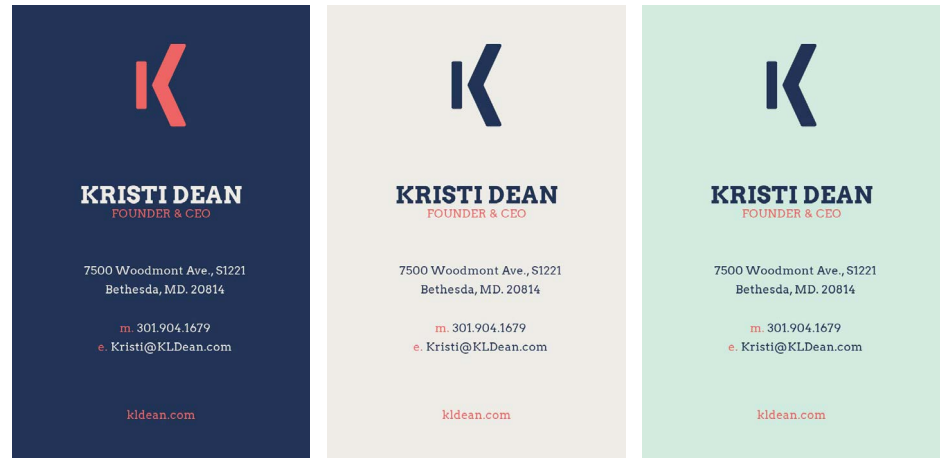 K
KRISTI DEAN
FOUNDER & CEO
7500 Woodmont Ave., S1221
Bethesda, MD. 20814
m. 301.904.1679
e. Kristi@KLDean.com
kldean.com
K
KRISTI DEAN
FOUNDER & CEO
7500 Woodmont Ave., S1221
Bethesda, MD. 20814
m. 301.904.1679
e. Kristi@KLDean.com
kldean.com
K
KRISTI DEAN
FOUNDER & CEO
7500 Woodmont Ave., S1221
Bethesda, MD. 20814
m. 301.904.1679
e. Kristi@KLDean.com
kldean.com